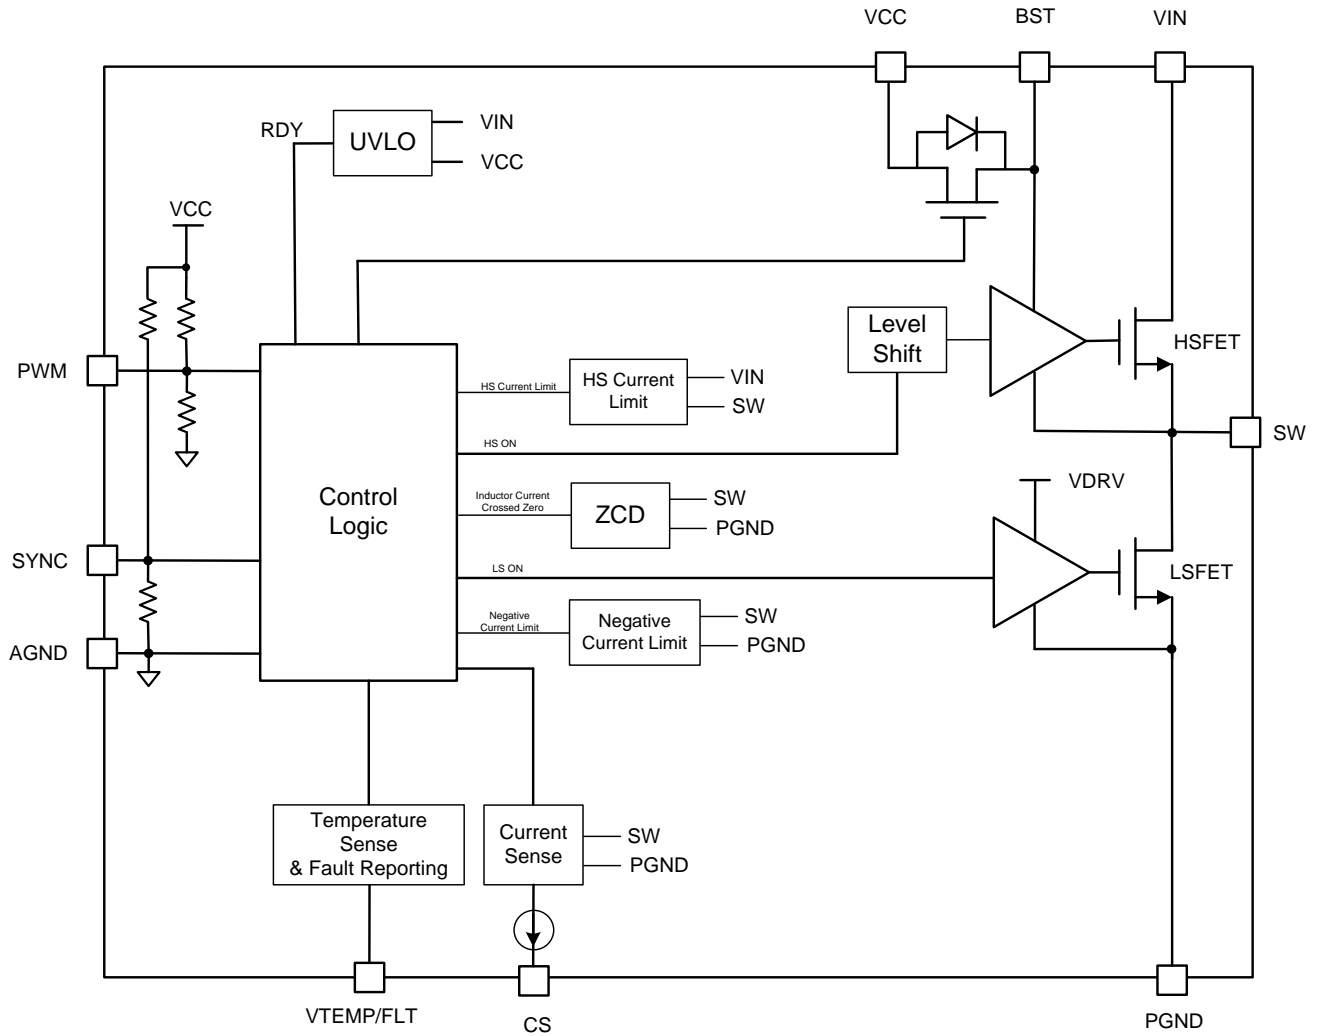 VCC
BST
VIN
RDY
UVLO
VIN
VCC
VCC
PWM
Level
Shift
HSFET
HS Current Limit
HS Current
Limit
VIN
SW
HS ON
SW
Control
Logic
Inductor Current
Crossed Zero
ZCD
SW
PGND
VDRV
SYNC
LS ON
LSFET
AGND
Negative
Current Limit
Negative
Current Limit
SW
PGND
Temperature
Sense
& Fault Reporting
Current
Sense
SW
PGND
VTEMP/FLT
CS
PGND